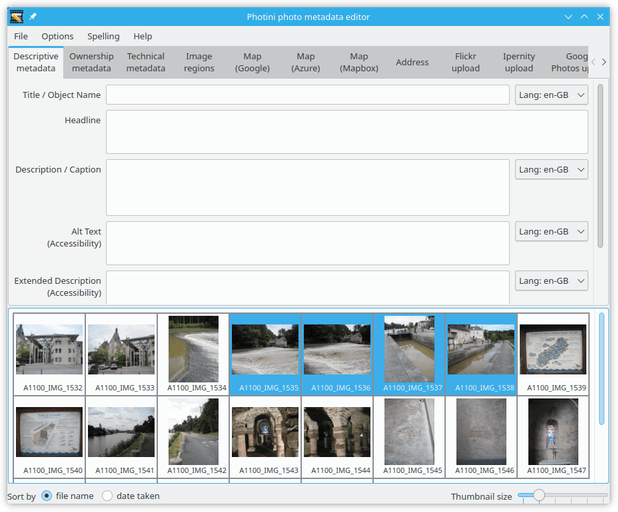 Photini photo metadata editor
File Options Spelling Help
Descriptive metadata
Ownership metadata
Technical metadata
Image regions
Map (Google)
Map (Azure)
Map (Mapbox)
Address
Flickr upload
Ipernity upload
Goog
Photos u
Title / Object Name
Lang: en-GB
Headline
Description / Caption
Lang: en-GB
Alt Text
(Accessibility)
Lang: en-GB
Extended Description
(Accessibility)
Lang: en-GB
A1100_IMG_1532 A1100_IMG_1533 A1100_IMG_1534 A1100_IMG_1535 A1100_IMG_1536 A1100_IMG_1537 A1100_IMG_1538 A1100_IMG_1539
A1100_IMG_1540 A1100_IMG_1541 A1100_IMG_1542 A1100_IMG_1543 A1100_IMG_1544 A1100_IMG_1545 A1100_IMG_1546 A1100_IMG_1547
Sort by file name date taken Thumbnail size